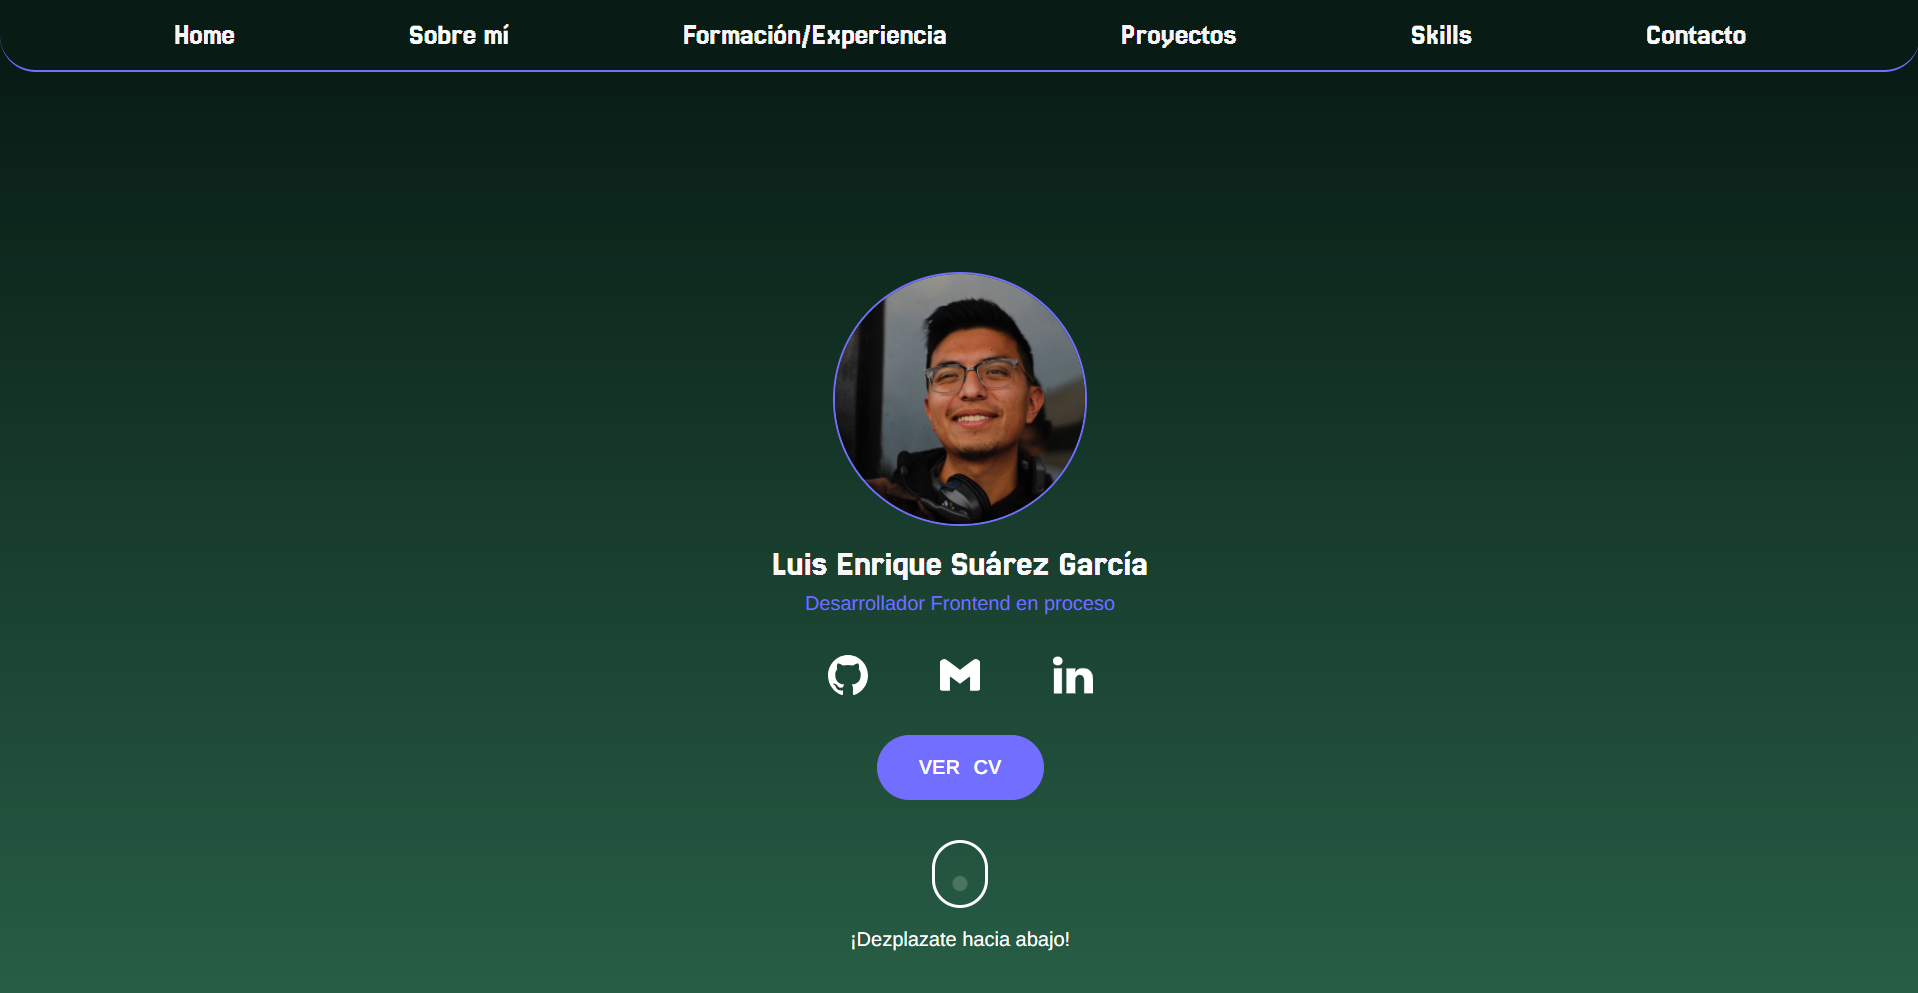 Home Sobre mí Formación/Experiencia Proyectos Skills Contacto
Luis Enrique Suárez García
Desarrollador Frontend en proceso
VER CV
¡Dezplazate hacia abajo!